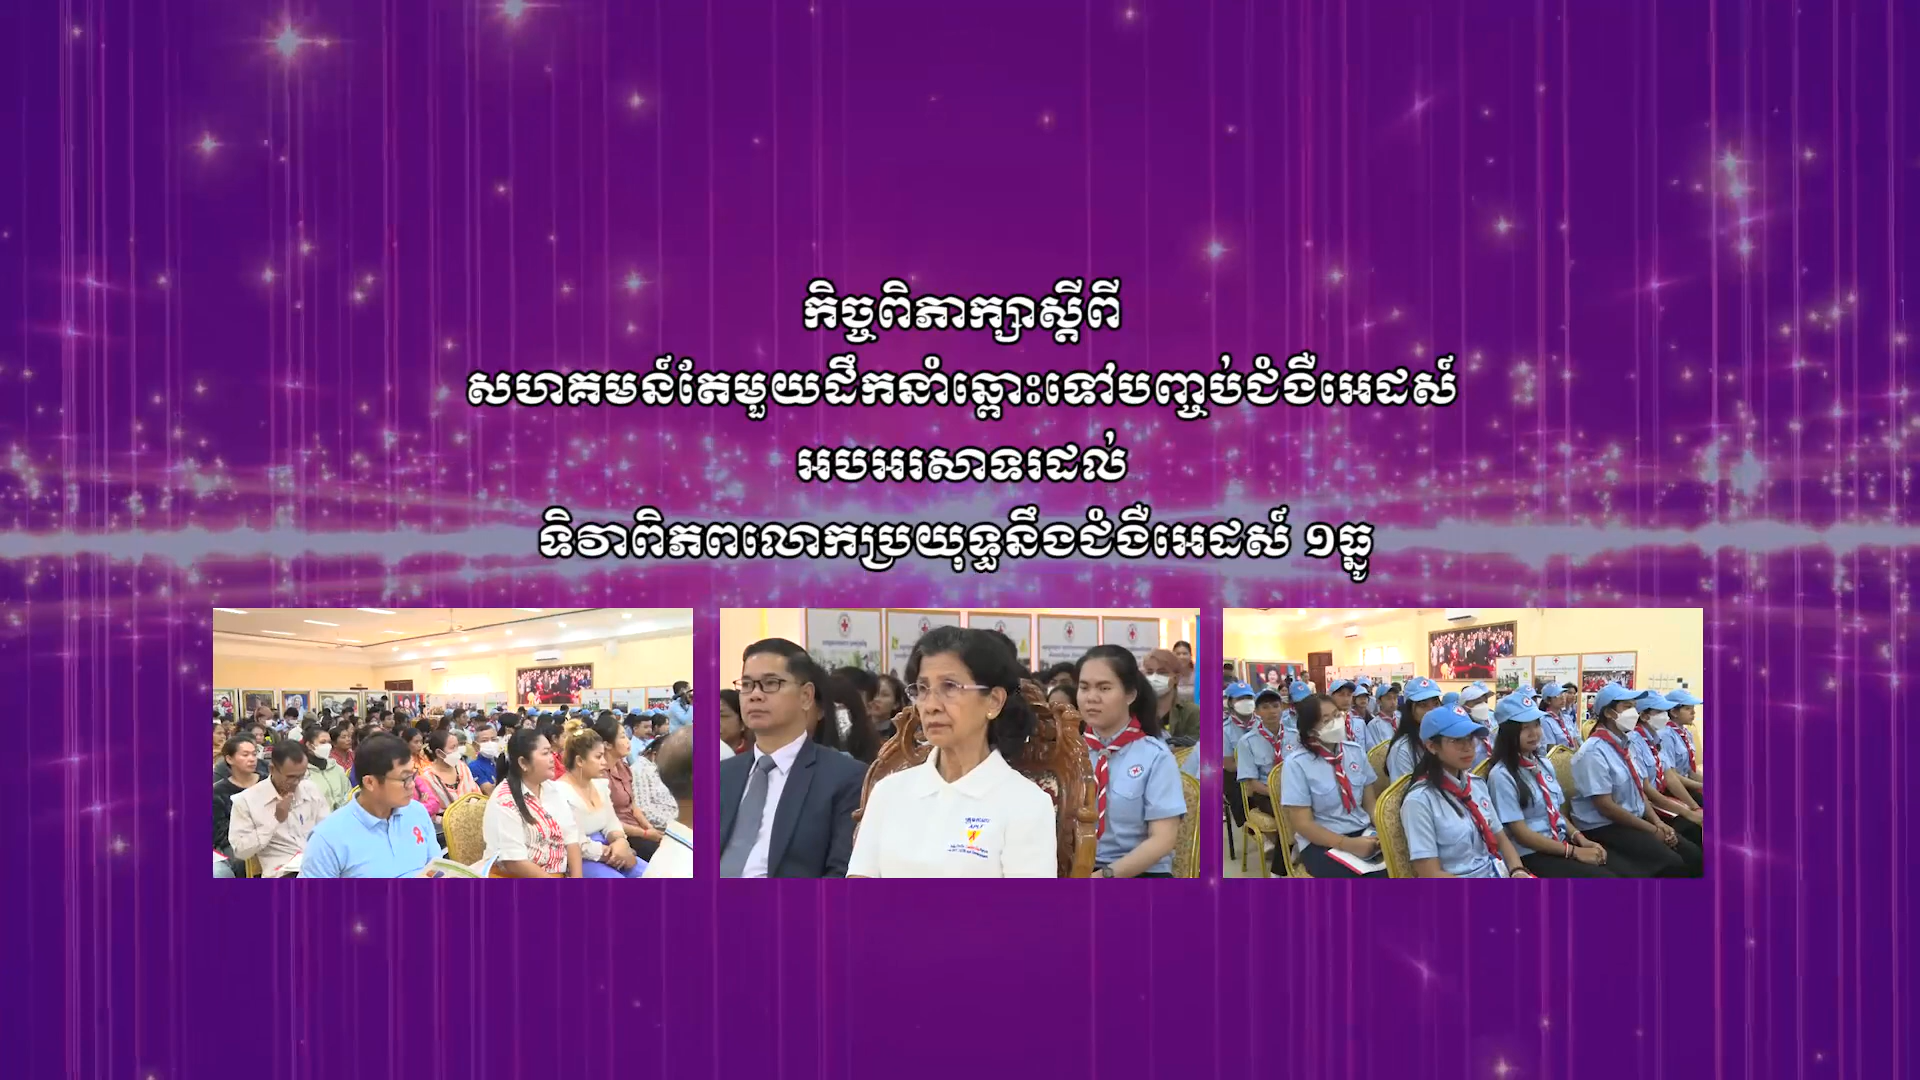 កិច្ចពិភាក្សាស្តីពី
សហគមន៍តែមួយដឹកនាំឆ្ពោះទៅបញ្ចប់ជំងឺអេដស៍
អបអរសាទរដល់
ទិវាពិភពលោកប្រយុទ្ធនឹងជំងឺអេដស៍ ១ធ្នូ